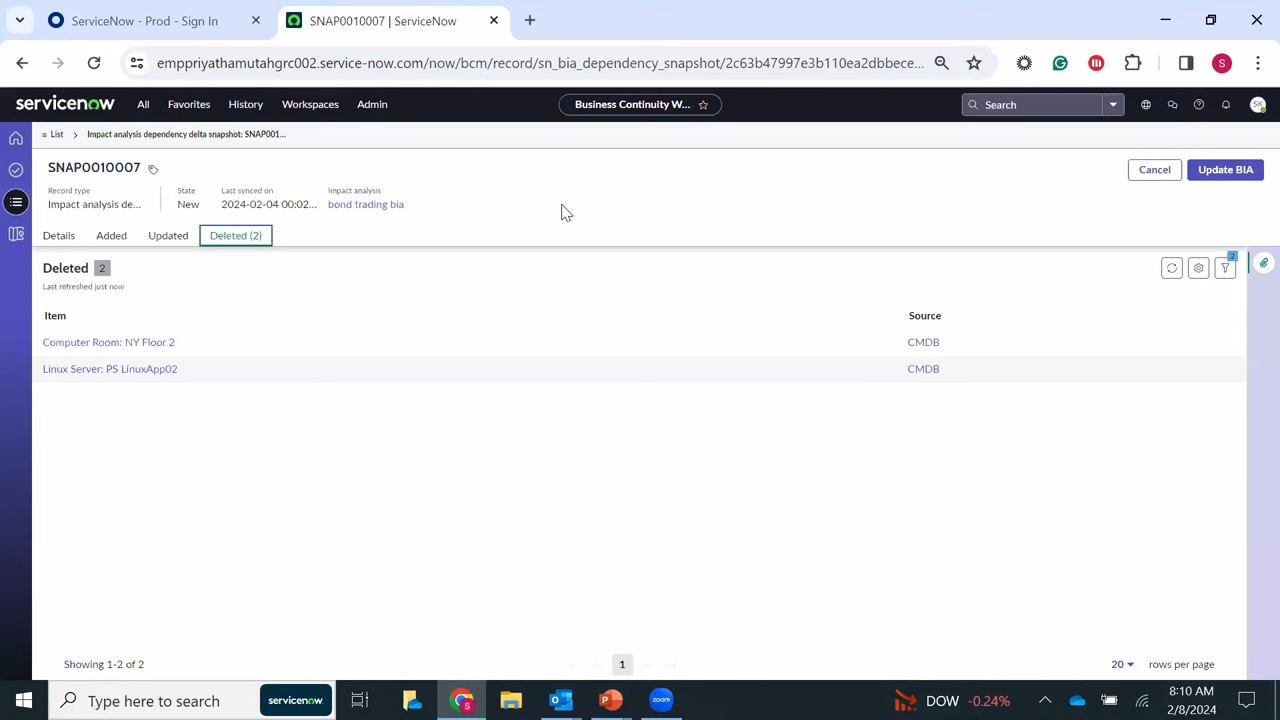 ServiceNow - Prod - Sign In
SNAP0010007 | ServiceNow
emppriyathamutahgrc002.service-now.com/now/bcm/record/sn_bia_dependency_snapshot/2c63b47997e3b110ea2dbbece...
S
servicenow
All Favorites History Workspaces Admin
Business Continuity W...
Search
SK
List > Impact analysis dependency delta snapshot: SNAP001...
SNAP0010007
Cancel
Update BIA
Record type State Last synced on Impact analysis
Impact analysis de... New 2024-02-04 00:02... bond trading bia
Details Added Updated Deleted (2)
Deleted 2
2
Last refreshed just now
Item Source
Computer Room: NY Floor 2 CMDB
Linux Server: PS LinuxApp02 CMDB
Showing 1-2 of 2
1
20 rows per page
Type here to search
servicenow.
S
zoom
DOW -0.24%
8:10 AM
2/8/2024